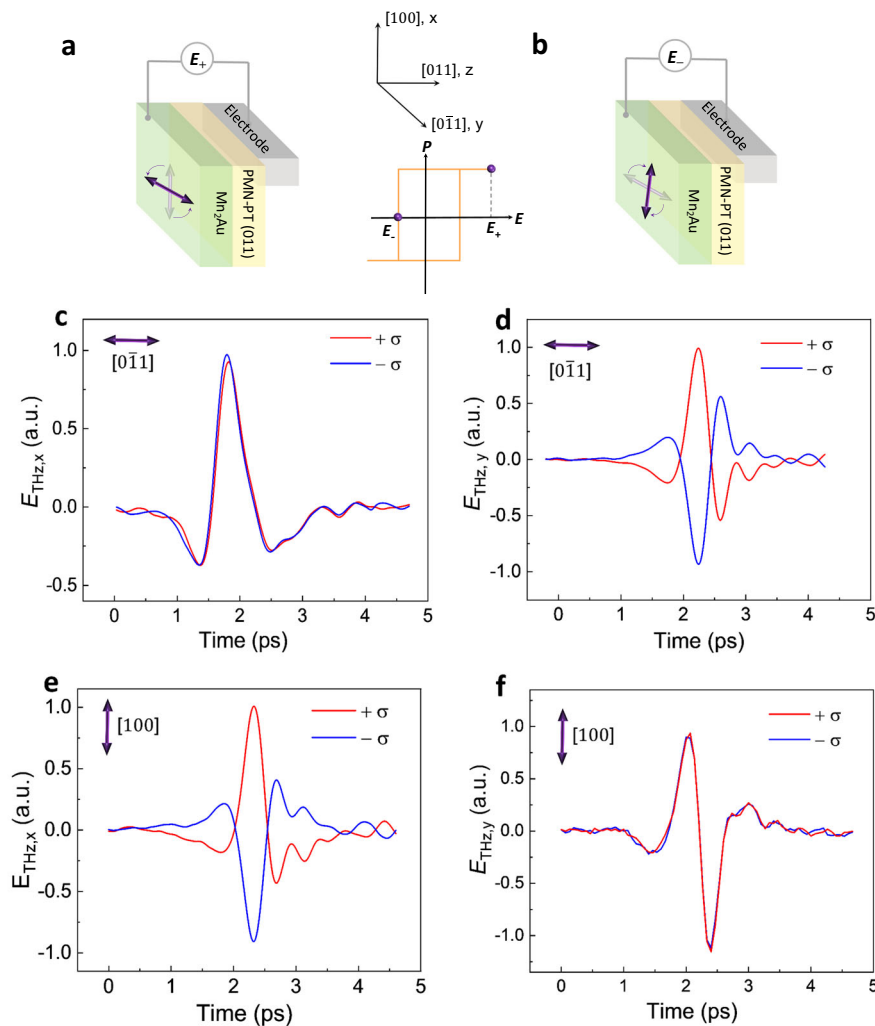 a
E₊
Electrode
Mn₂Au
PMN-PT (011)
[100], x
[011], z
[01̄1], y
P
E
E₋
E₊
b
E₋
Electrode
Mn₂Au
PMN-PT (011)
c
[01̄1]
+ σ
− σ
1.0
0.5
0.0
-0.5
E_THz,x (a.u.)
0 1 2 3 4 5
Time (ps)
d
[01̄1]
+ σ
− σ
1.0
0.5
0.0
-0.5
-1.0
E_THz, y (a.u.)
0 1 2 3 4 5
Time (ps)
e
[100]
+ σ
− σ
1.0
0.5
0.0
-0.5
-1.0
E_THz,x (a.u.)
0 1 2 3 4 5
Time (ps)
f
[100]
+ σ
− σ
1.0
0.5
0.0
-0.5
-1.0
E_THz,y (a.u.)
0 1 2 3 4 5
Time (ps)